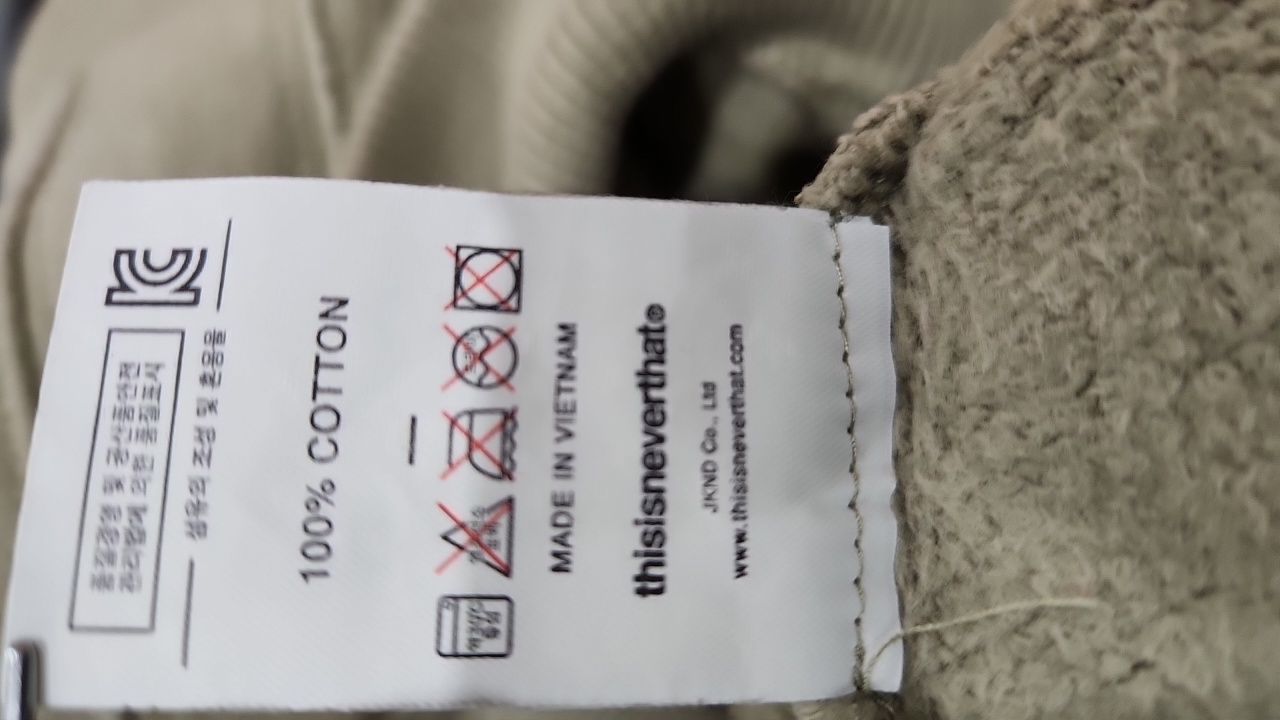 KC
품질경영 및 공산품안전
관리법에 의한 품질표시
섬유의 조성 및 혼용율
100% COTTON
MADE IN VIETNAM
thisisneverthat®
JKND Co., Ltd
www.thisisneverthat.com